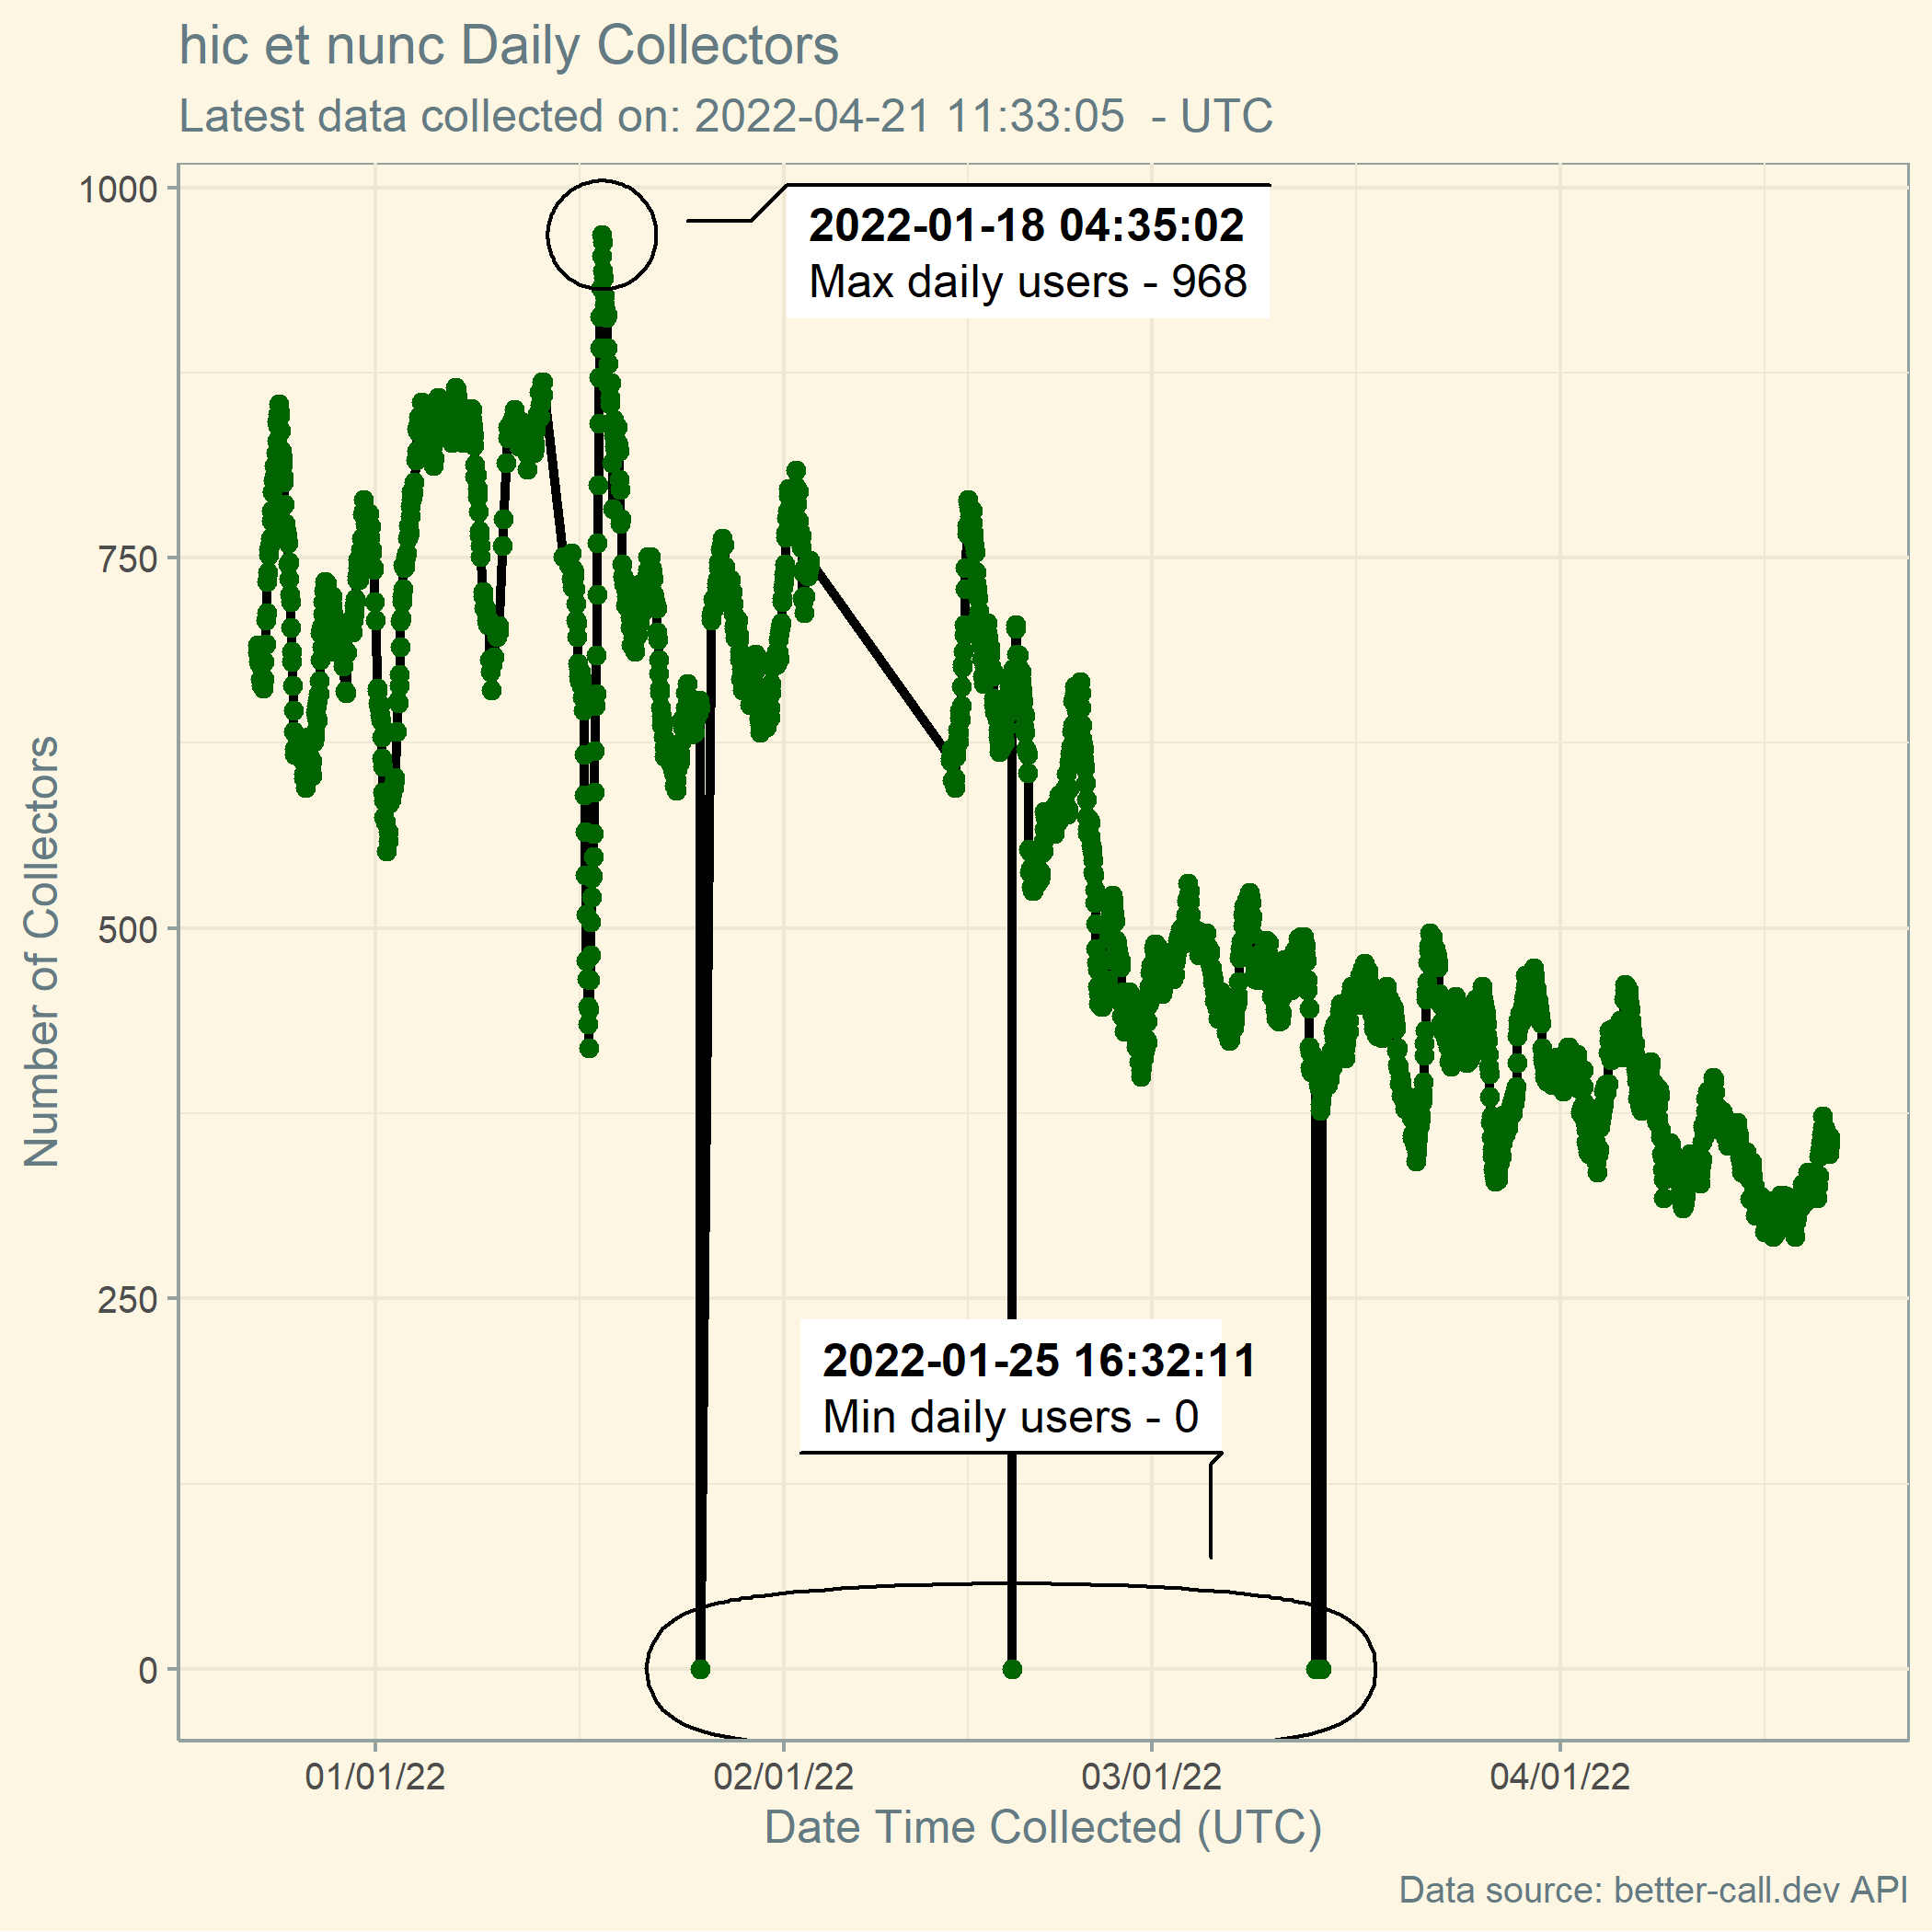 hic et nunc Daily Collectors
Latest data collected on: 2022-04-21 11:33:05  - UTC
1000
2022-01-18 04:35:02
Max daily users - 968
750
Number of Collectors
500
250
2022-01-25 16:32:11
Min daily users - 0
0
01/01/22 02/01/22 03/01/22 04/01/22
Date Time Collected (UTC)
Data source: better-call.dev API